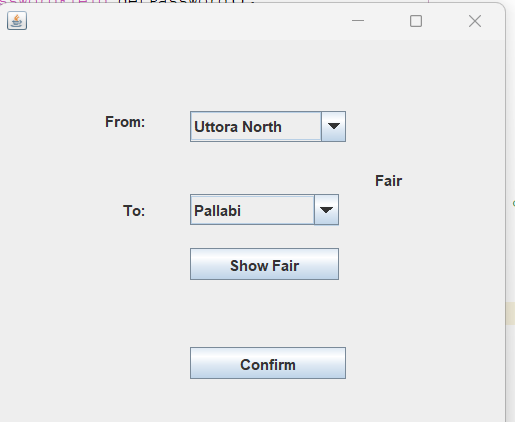 From:
Uttora North
Fair
To:
Pallabi
Show Fair
Confirm